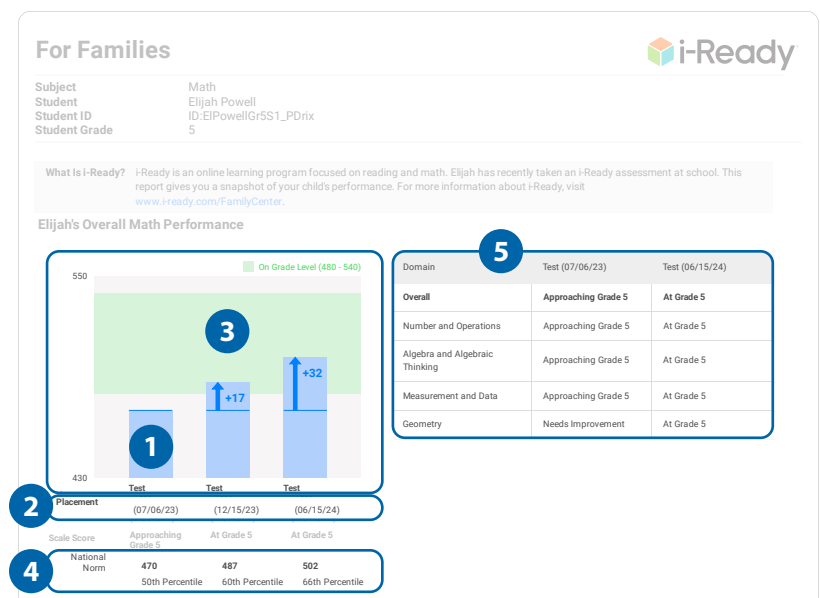 For Families
i-Ready
Subject Math
Student Elijah Powell
Student ID ID:ElPowellGr5S1_PDrix
Student Grade 5
What Is i-Ready? i-Ready is an online learning program focused on reading and math. Elijah has recently taken an i-Ready assessment at school. This
report gives you a snapshot of your child's performance. For more information about i-Ready, visit
www.i-ready.com/FamilyCenter.
Elijah's Overall Math Performance
On Grade Level (480 - 540)
550
3
+32
+17
1
430
Test Test Test
2
Placement
(07/06/23) (12/15/23) (06/15/24)
Scale Score Approaching At Grade 5 At Grade 5
Grade 5
4
National
Norm 470 487 502
50th Percentile 60th Percentile 66th Percentile
5
Domain Test (07/06/23) Test (06/15/24)
Overall Approaching Grade 5 At Grade 5
Number and Operations Approaching Grade 5 At Grade 5
Algebra and Algebraic
Thinking Approaching Grade 5 At Grade 5
Measurement and Data Approaching Grade 5 At Grade 5
Geometry Needs Improvement At Grade 5